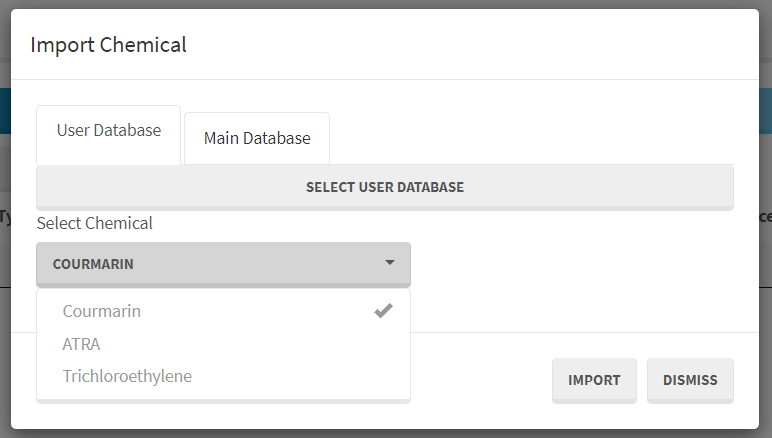 Import Chemical
User Database
Main Database
SELECT USER DATABASE
Select Chemical
COURMARIN
Courmarin
ATRA
Trichloroethylene
IMPORT
DISMISS